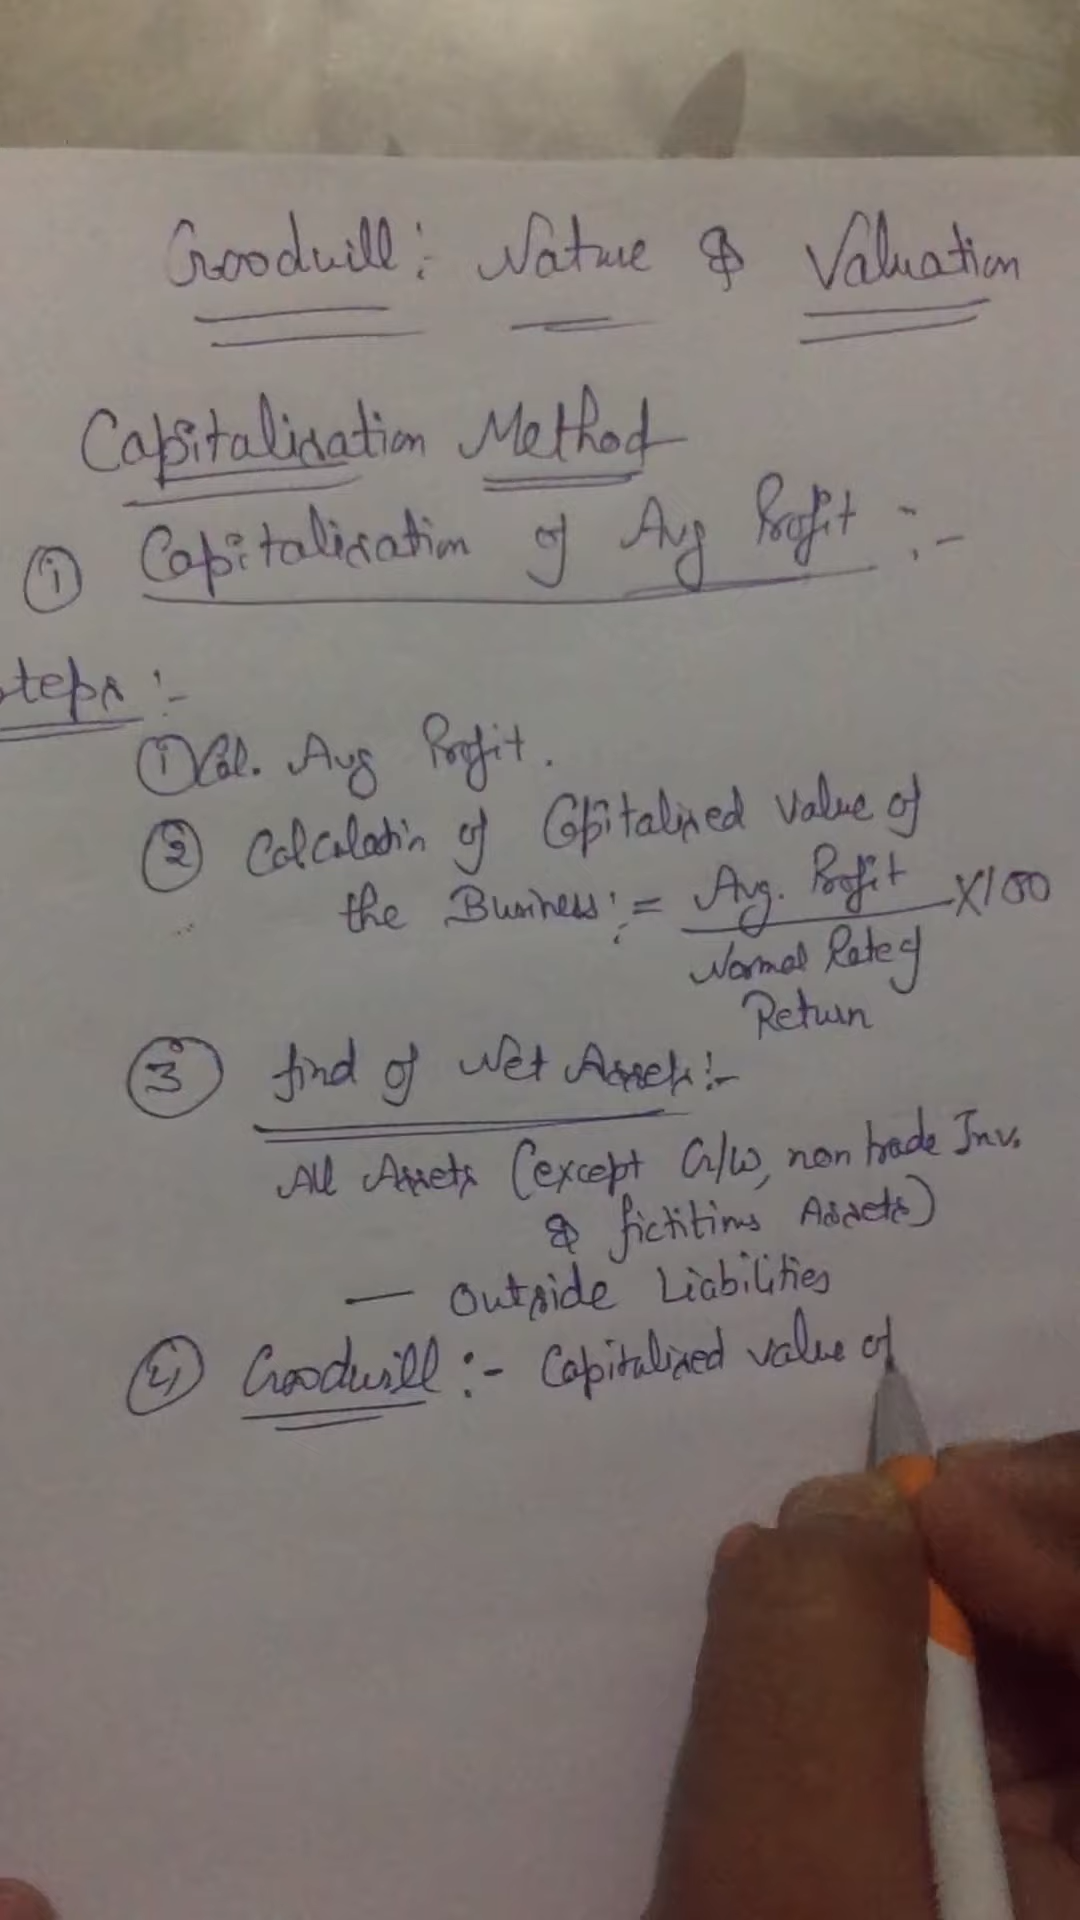 Goodwill: Nature & Valuation
Capitalisation Method
① Capitalisation of Avg Profit :-
Steps :-
① Cal. Avg Profit.
② Calculation of Capitalised value of
the Business := Avg. Profit X100
Normal Rate of
Return
③ find of Net Assets:-
All Assets (except G/W, non trade Inv.
& fictitious Assets)
— Outside Liabilities
④ Goodwill :- Capitalised value of